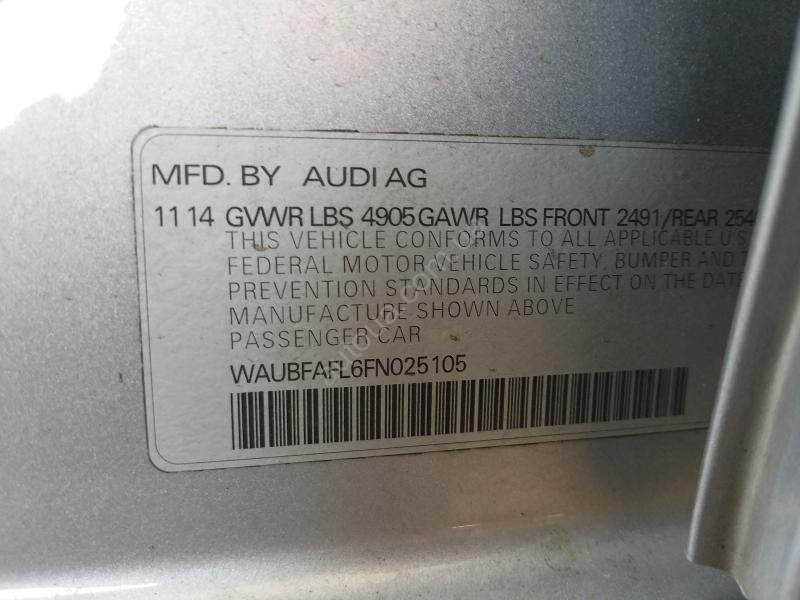 MFD. BY AUDI AG
11 14 GVWR LBS 4905 GAWR LBS FRONT 2491/REAR 254
THIS VEHICLE CONFORMS TO ALL APPLICABLE U.S
FEDERAL MOTOR VEHICLE SAFETY, BUMPER AND T
PREVENTION STANDARDS IN EFFECT ON THE DATE
MANUFACTURE SHOWN ABOVE
PASSENGER CAR
WAUBFAFL6FN025105